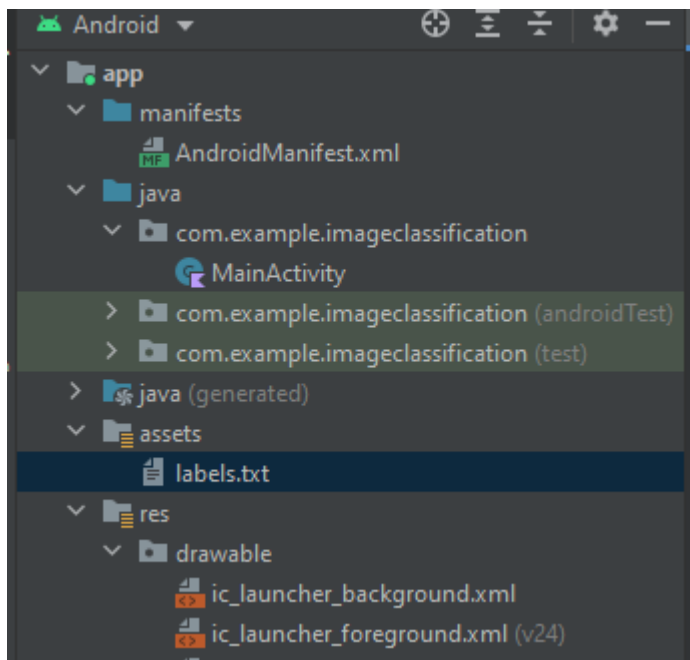 Android
app
manifests
MF AndroidManifest.xml
java
com.example.imageclassification
MainActivity
com.example.imageclassification (androidTest)
com.example.imageclassification (test)
java (generated)
assets
labels.txt
res
drawable
ic_launcher_background.xml
ic_launcher_foreground.xml (v24)